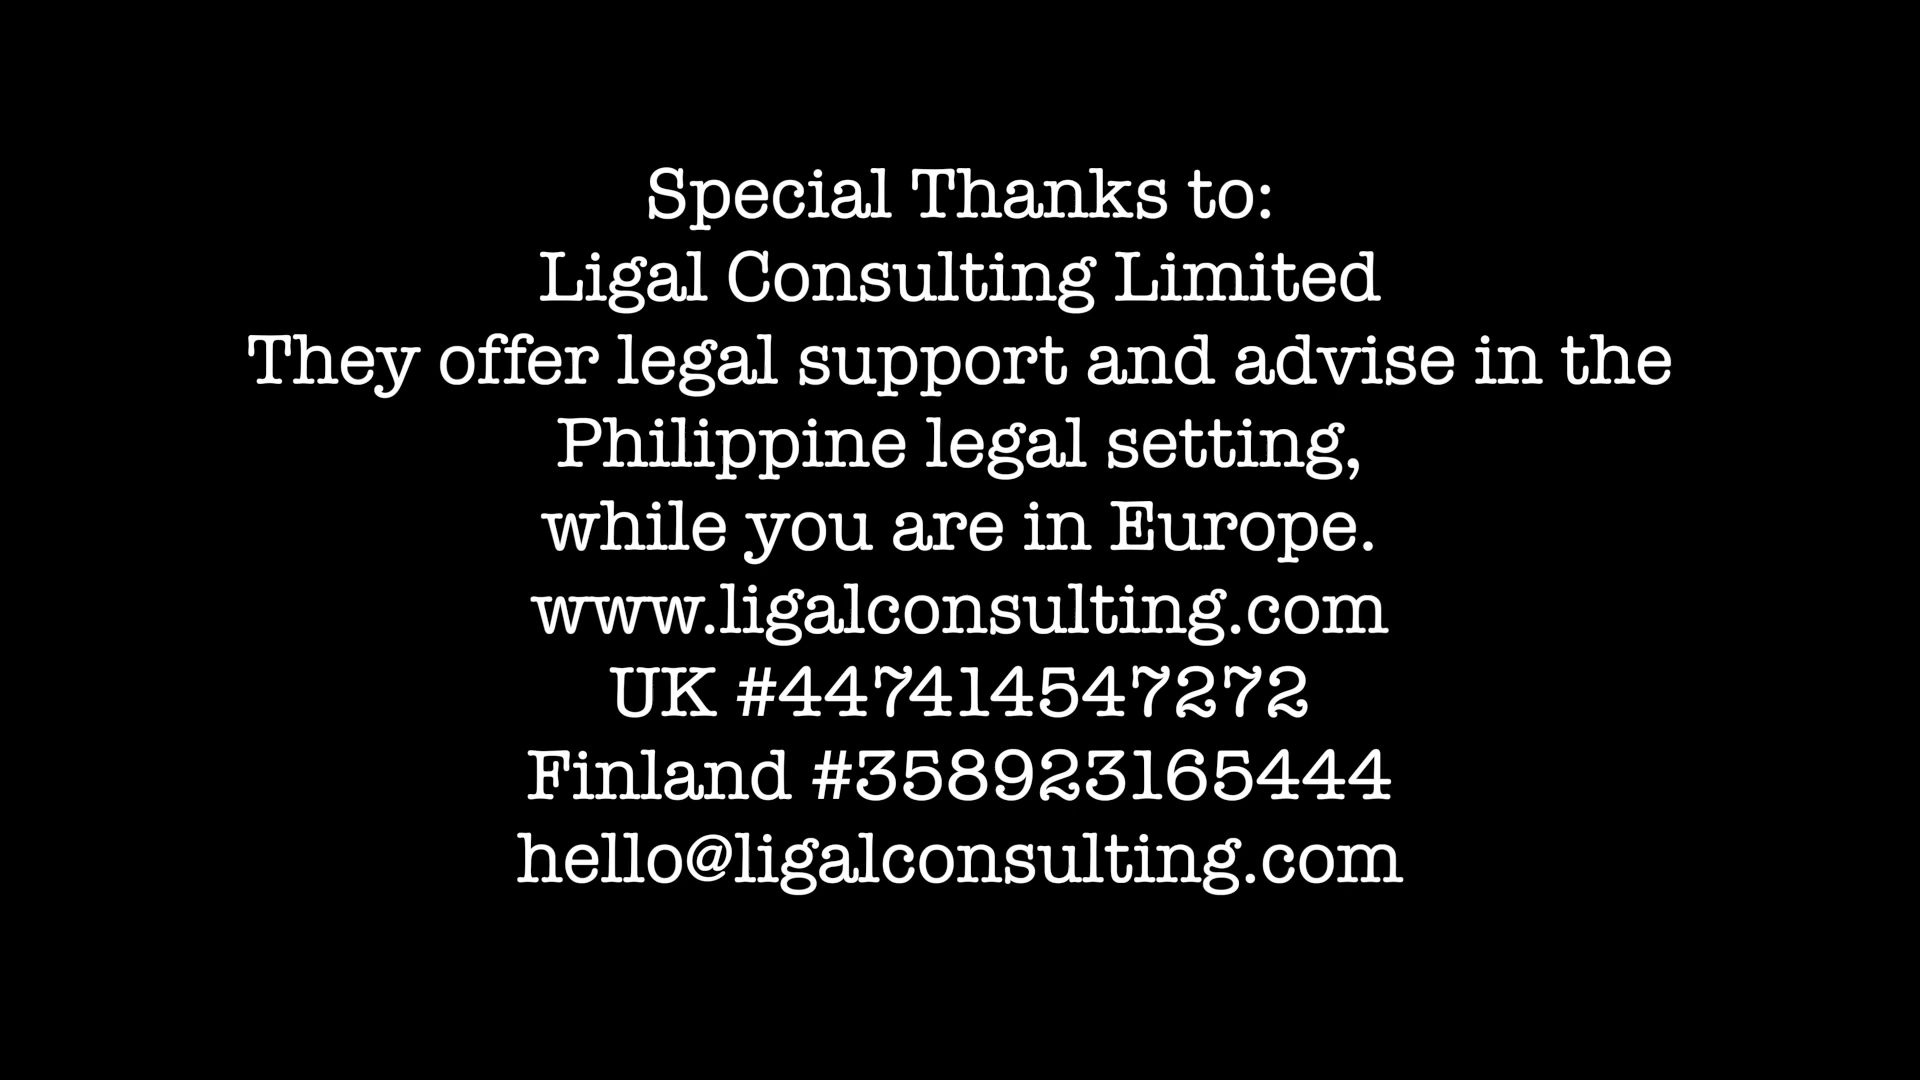 Special Thanks to:
Ligal Consulting Limited
They offer legal support and advise in the
Philippine legal setting,
while you are in Europe.
www.ligalconsulting.com
UK #447414547272
Finland #358923165444
hello@ligalconsulting.com